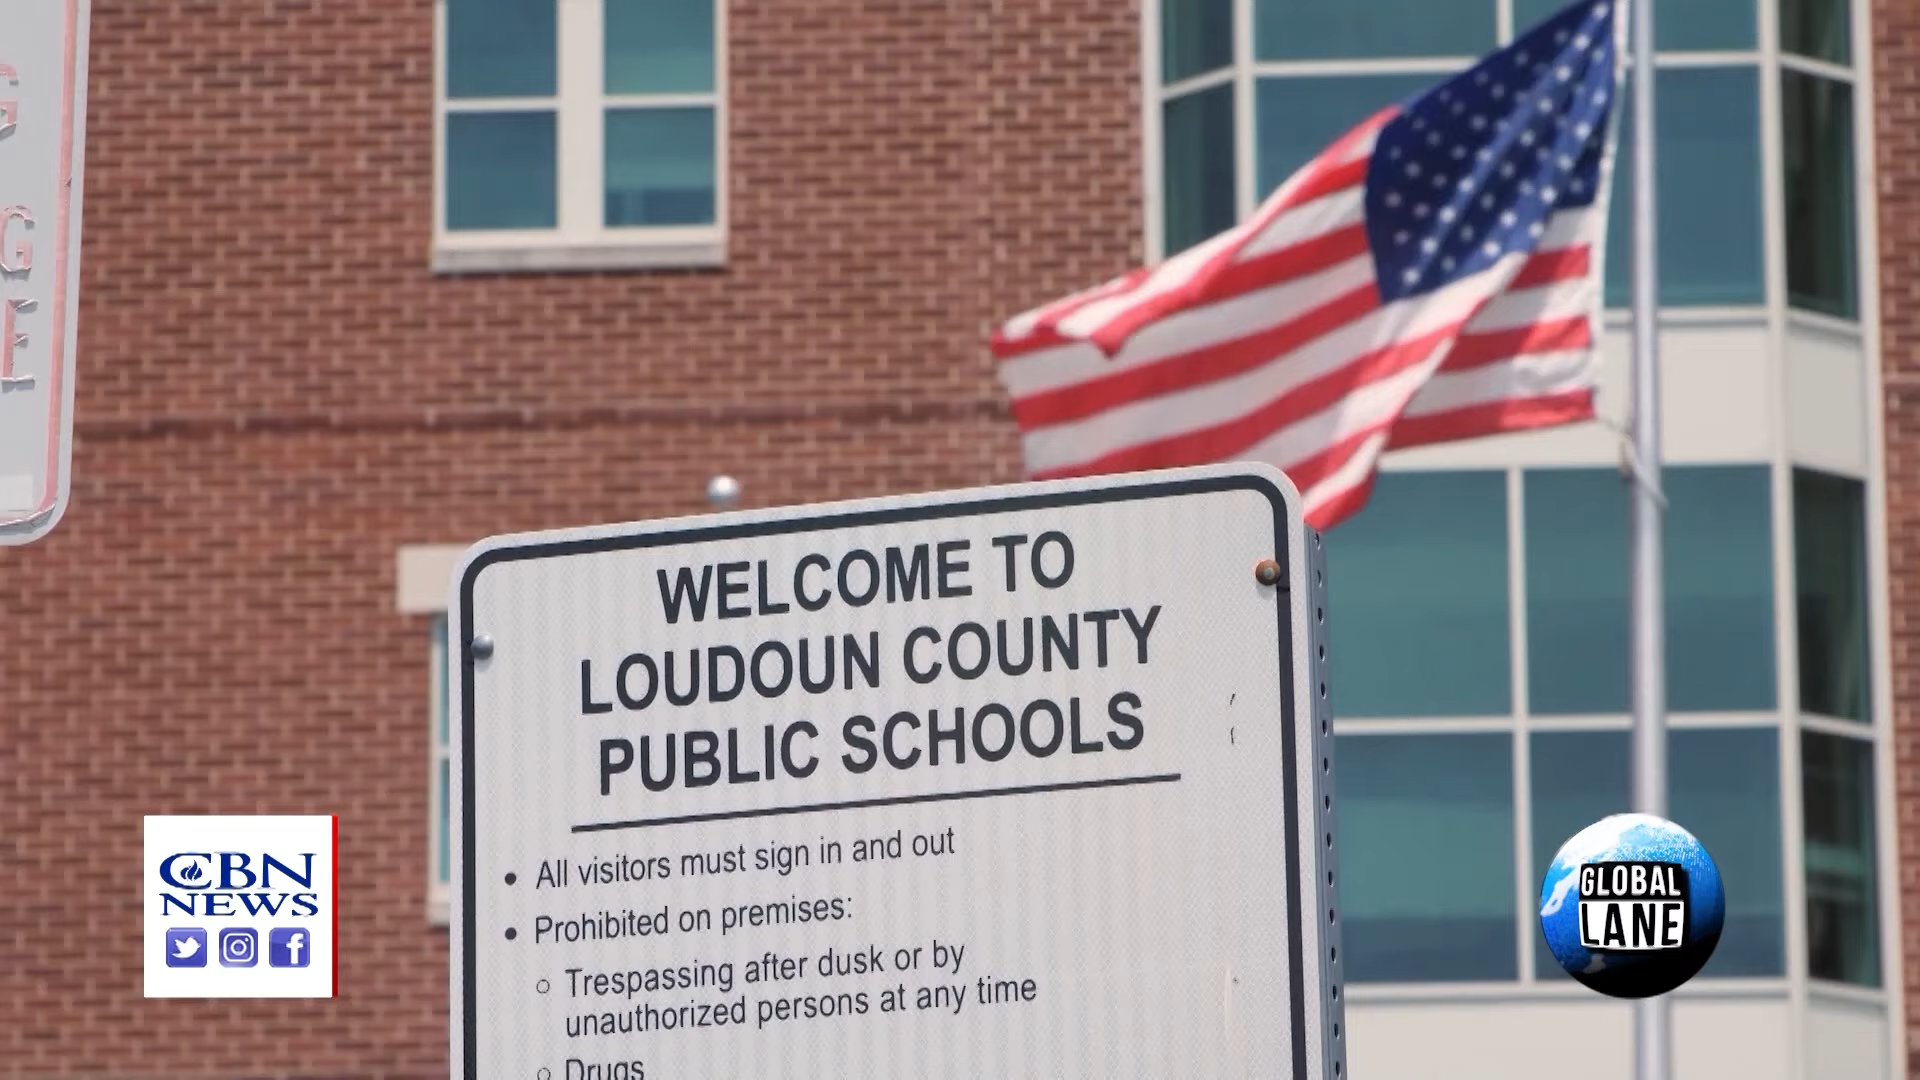 G
G
E
WELCOME TO
LOUDOUN COUNTY
PUBLIC SCHOOLS
• All visitors must sign in and out
• Prohibited on premises:
○ Trespassing after dusk or by
unauthorized persons at any time
○ Drugs
CBN
NEWS
GLOBAL
LANE